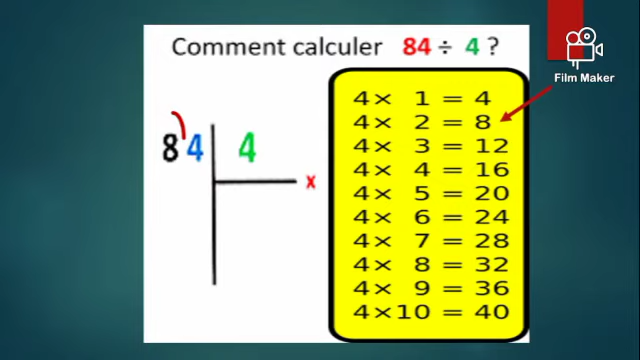 Comment calculer 84 ÷ 4 ?
Film Maker
84 4
x
4 × 1 = 4
4 × 2 = 8
4 × 3 = 12
4 × 4 = 16
4 × 5 = 20
4 × 6 = 24
4 × 7 = 28
4 × 8 = 32
4 × 9 = 36
4 × 10 = 40